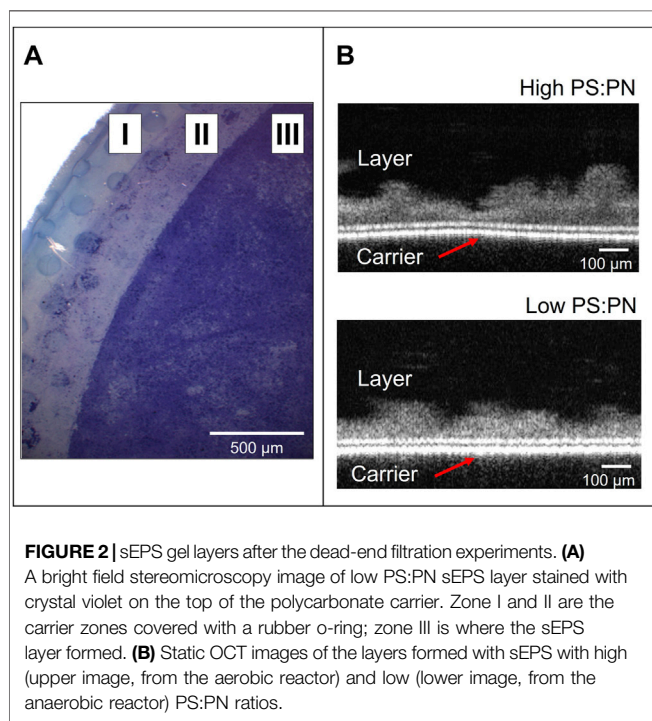 A
I
II
III
500 µm
B
High PS:PN
Layer
Carrier
100 µm
Low PS:PN
Layer
Carrier
100 µm
FIGURE 2 | sEPS gel layers after the dead-end filtration experiments. (A)
A bright field stereomicroscopy image of low PS:PN sEPS layer stained with
crystal violet on the top of the polycarbonate carrier. Zone I and II are the
carrier zones covered with a rubber o-ring; zone III is where the sEPS
layer formed. (B) Static OCT images of the layers formed with sEPS with high
(upper image, from the aerobic reactor) and low (lower image, from the
anaerobic reactor) PS:PN ratios.